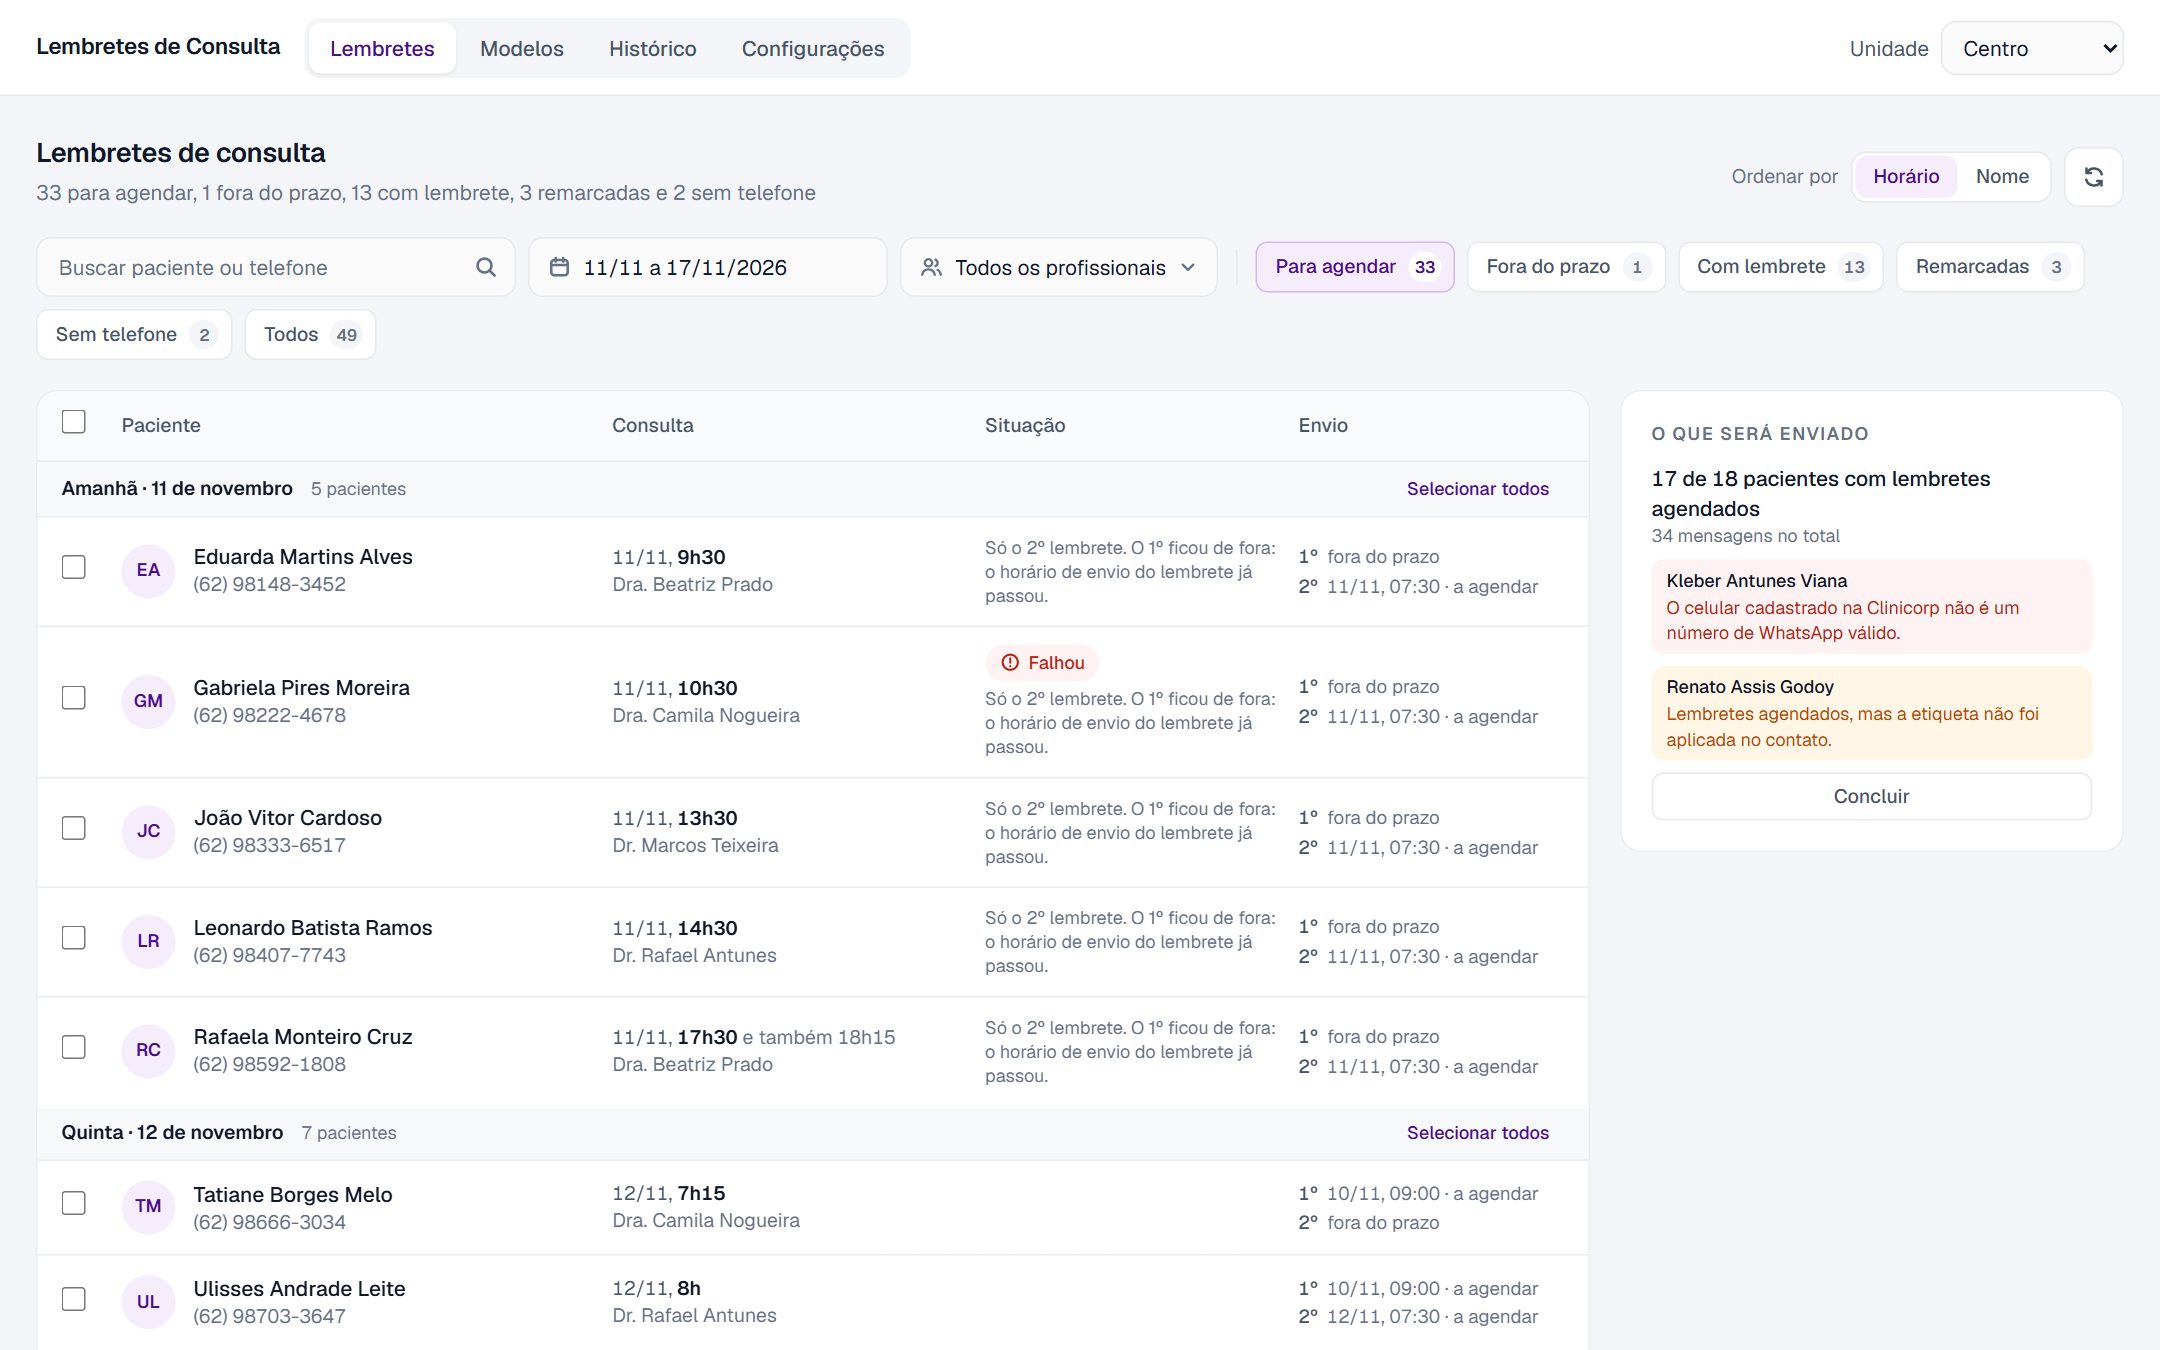 Lembretes de Consulta
Lembretes
Modelos
Histórico
Configurações
Unidade
Centro
Lembretes de consulta
33 para agendar, 1 fora do prazo, 13 com lembrete, 3 remarcadas e 2 sem telefone
Ordenar por
Horário
Nome
Buscar paciente ou telefone
11/11 a 17/11/2026
Todos os profissionais
Para agendar 33
Fora do prazo 1
Com lembrete 13
Remarcadas 3
Sem telefone 2
Todos 49
Paciente
Consulta
Situação
Envio
Amanhã · 11 de novembro 5 pacientes
Selecionar todos
EA
Eduarda Martins Alves
(62) 98148-3452
11/11, 9h30
Dra. Beatriz Prado
Só o 2º lembrete. O 1º ficou de fora:
o horário de envio do lembrete já
passou.
1º fora do prazo
2º 11/11, 07:30 · a agendar
GM
Gabriela Pires Moreira
(62) 98222-4678
11/11, 10h30
Dra. Camila Nogueira
Falhou
Só o 2º lembrete. O 1º ficou de fora:
o horário de envio do lembrete já
passou.
1º fora do prazo
2º 11/11, 07:30 · a agendar
JC
João Vitor Cardoso
(62) 98333-6517
11/11, 13h30
Dr. Marcos Teixeira
Só o 2º lembrete. O 1º ficou de fora:
o horário de envio do lembrete já
passou.
1º fora do prazo
2º 11/11, 07:30 · a agendar
LR
Leonardo Batista Ramos
(62) 98407-7743
11/11, 14h30
Dr. Rafael Antunes
Só o 2º lembrete. O 1º ficou de fora:
o horário de envio do lembrete já
passou.
1º fora do prazo
2º 11/11, 07:30 · a agendar
RC
Rafaela Monteiro Cruz
(62) 98592-1808
11/11, 17h30 e também 18h15
Dra. Beatriz Prado
Só o 2º lembrete. O 1º ficou de fora:
o horário de envio do lembrete já
passou.
1º fora do prazo
2º 11/11, 07:30 · a agendar
Quinta · 12 de novembro 7 pacientes
Selecionar todos
TM
Tatiane Borges Melo
(62) 98666-3034
12/11, 7h15
Dra. Camila Nogueira
1º 10/11, 09:00 · a agendar
2º fora do prazo
UL
Ulisses Andrade Leite
(62) 98703-3647
12/11, 8h
Dr. Rafael Antunes
1º 10/11, 09:00 · a agendar
2º 12/11, 07:30 · a agendar
O QUE SERÁ ENVIADO
17 de 18 pacientes com lembretes
agendados
34 mensagens no total
Kleber Antunes Viana
O celular cadastrado na Clinicorp não é um
número de WhatsApp válido.
Renato Assis Godoy
Lembretes agendados, mas a etiqueta não foi
aplicada no contato.
Concluir